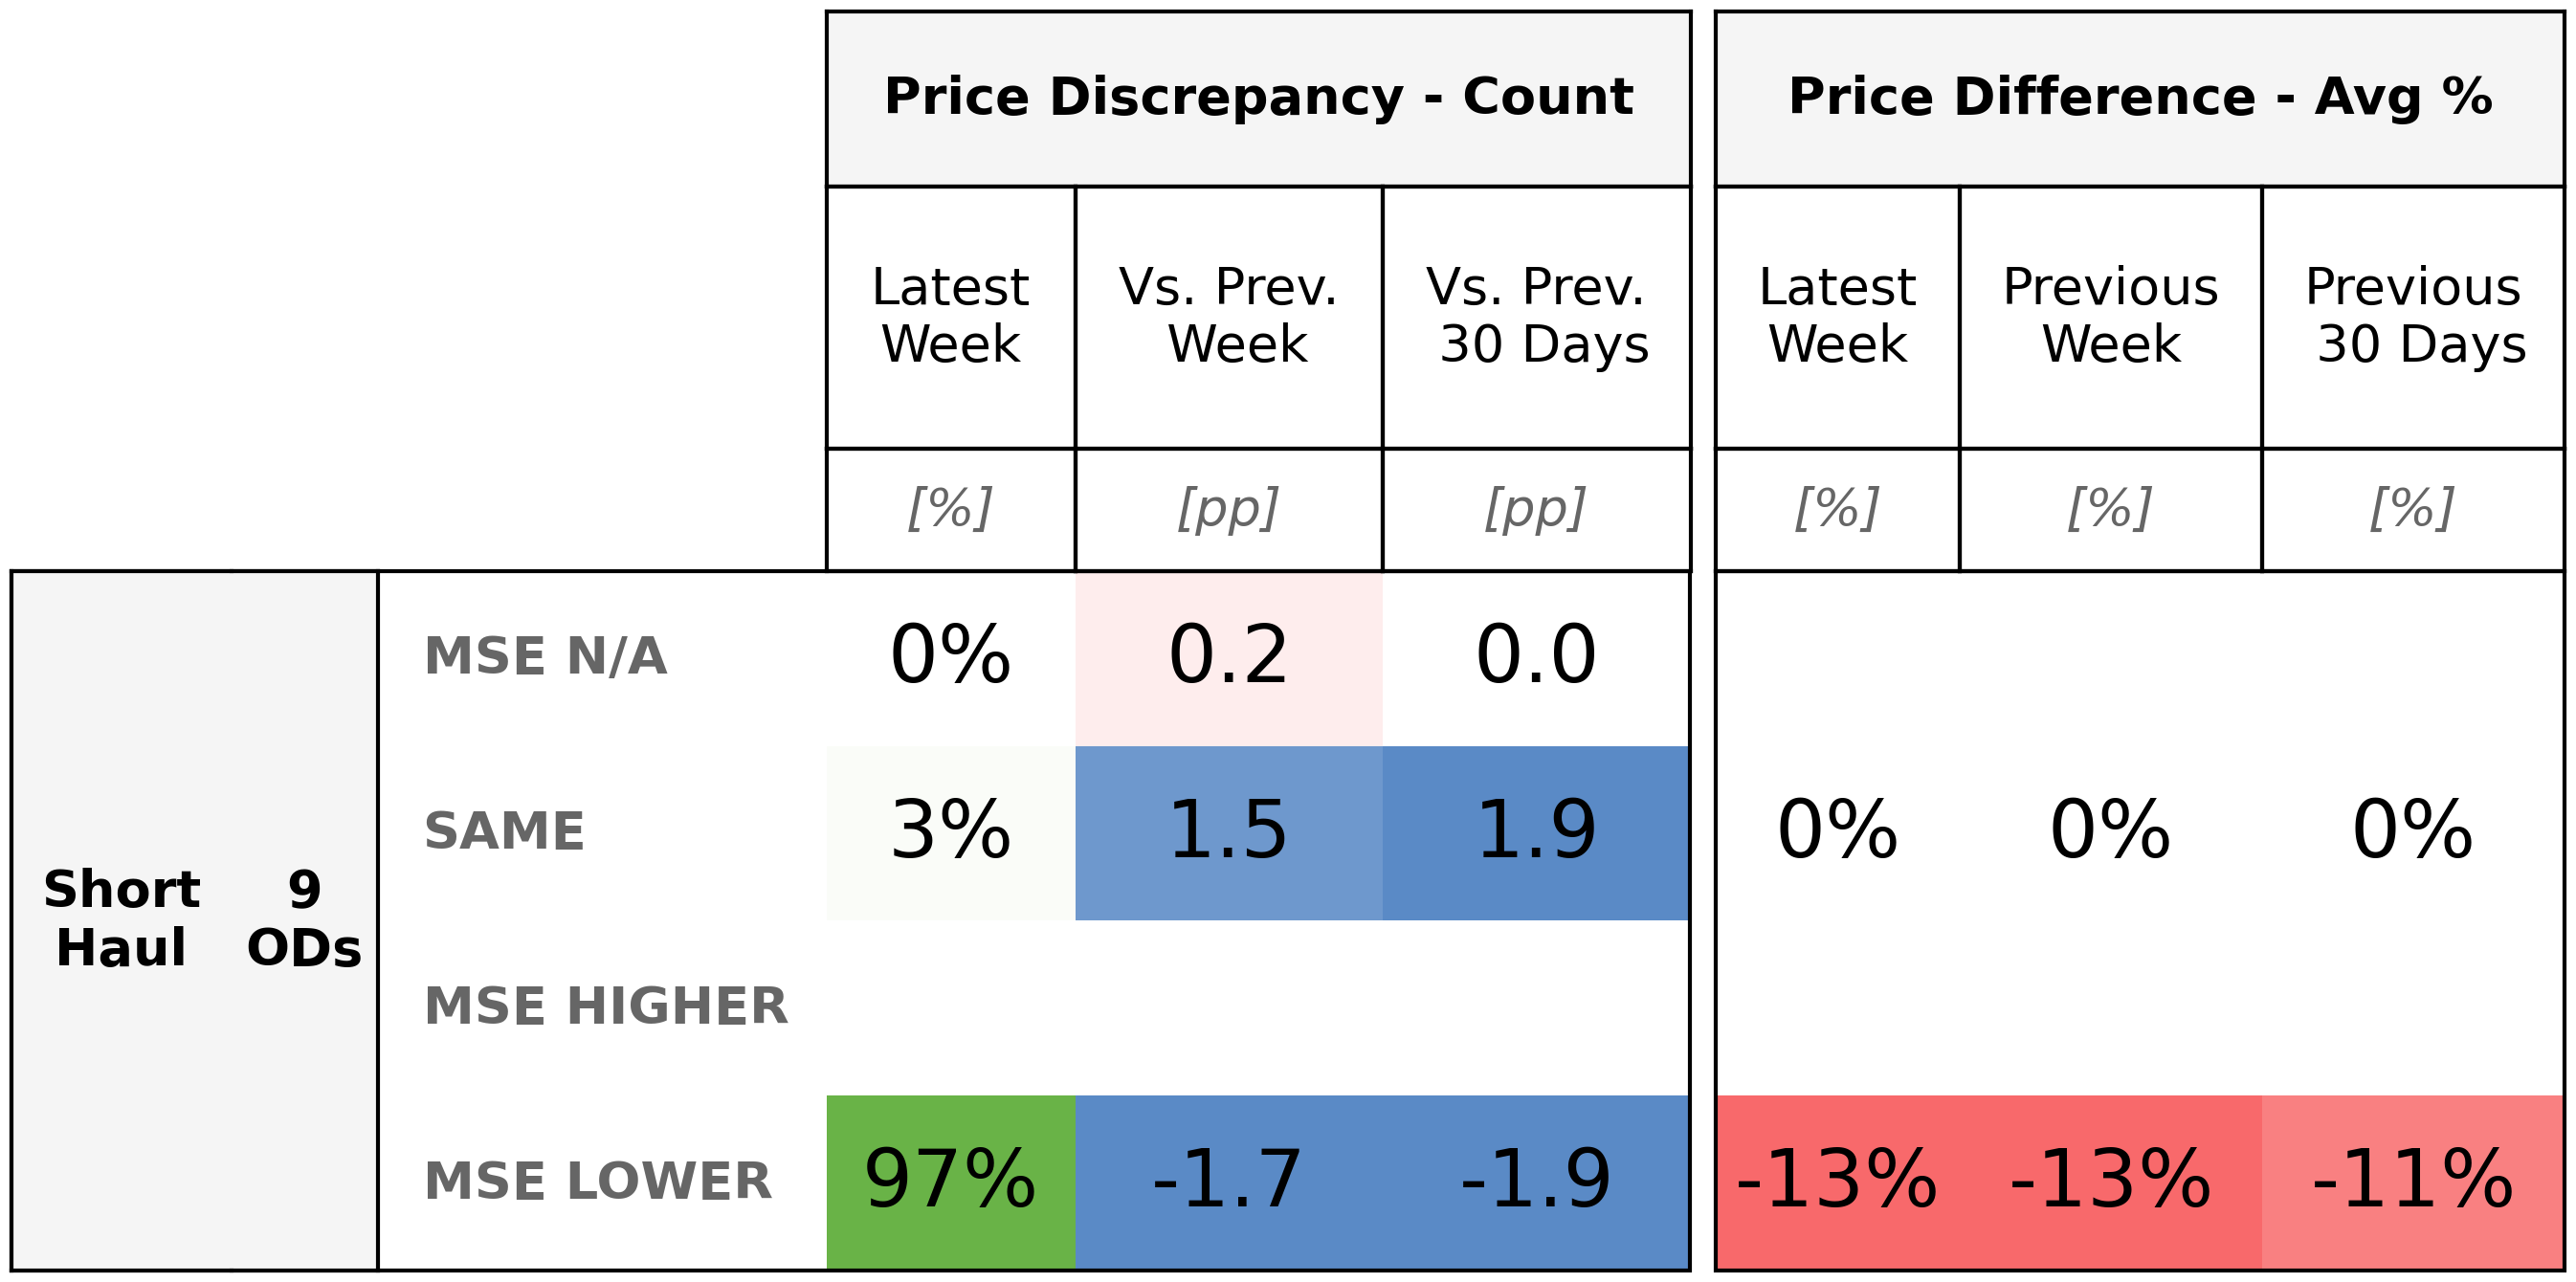 Price Discrepancy - Count Price Difference - Avg %
Latest Week Vs. Prev. Week Vs. Prev. 30 Days Latest Week Previous Week Previous 30 Days
[%] [pp] [pp] [%] [%] [%]
Short Haul 9 ODs
MSE N/A 0% 0.2 0.0
SAME 3% 1.5 1.9 0% 0% 0%
MSE HIGHER
MSE LOWER 97% -1.7 -1.9 -13% -13% -11%